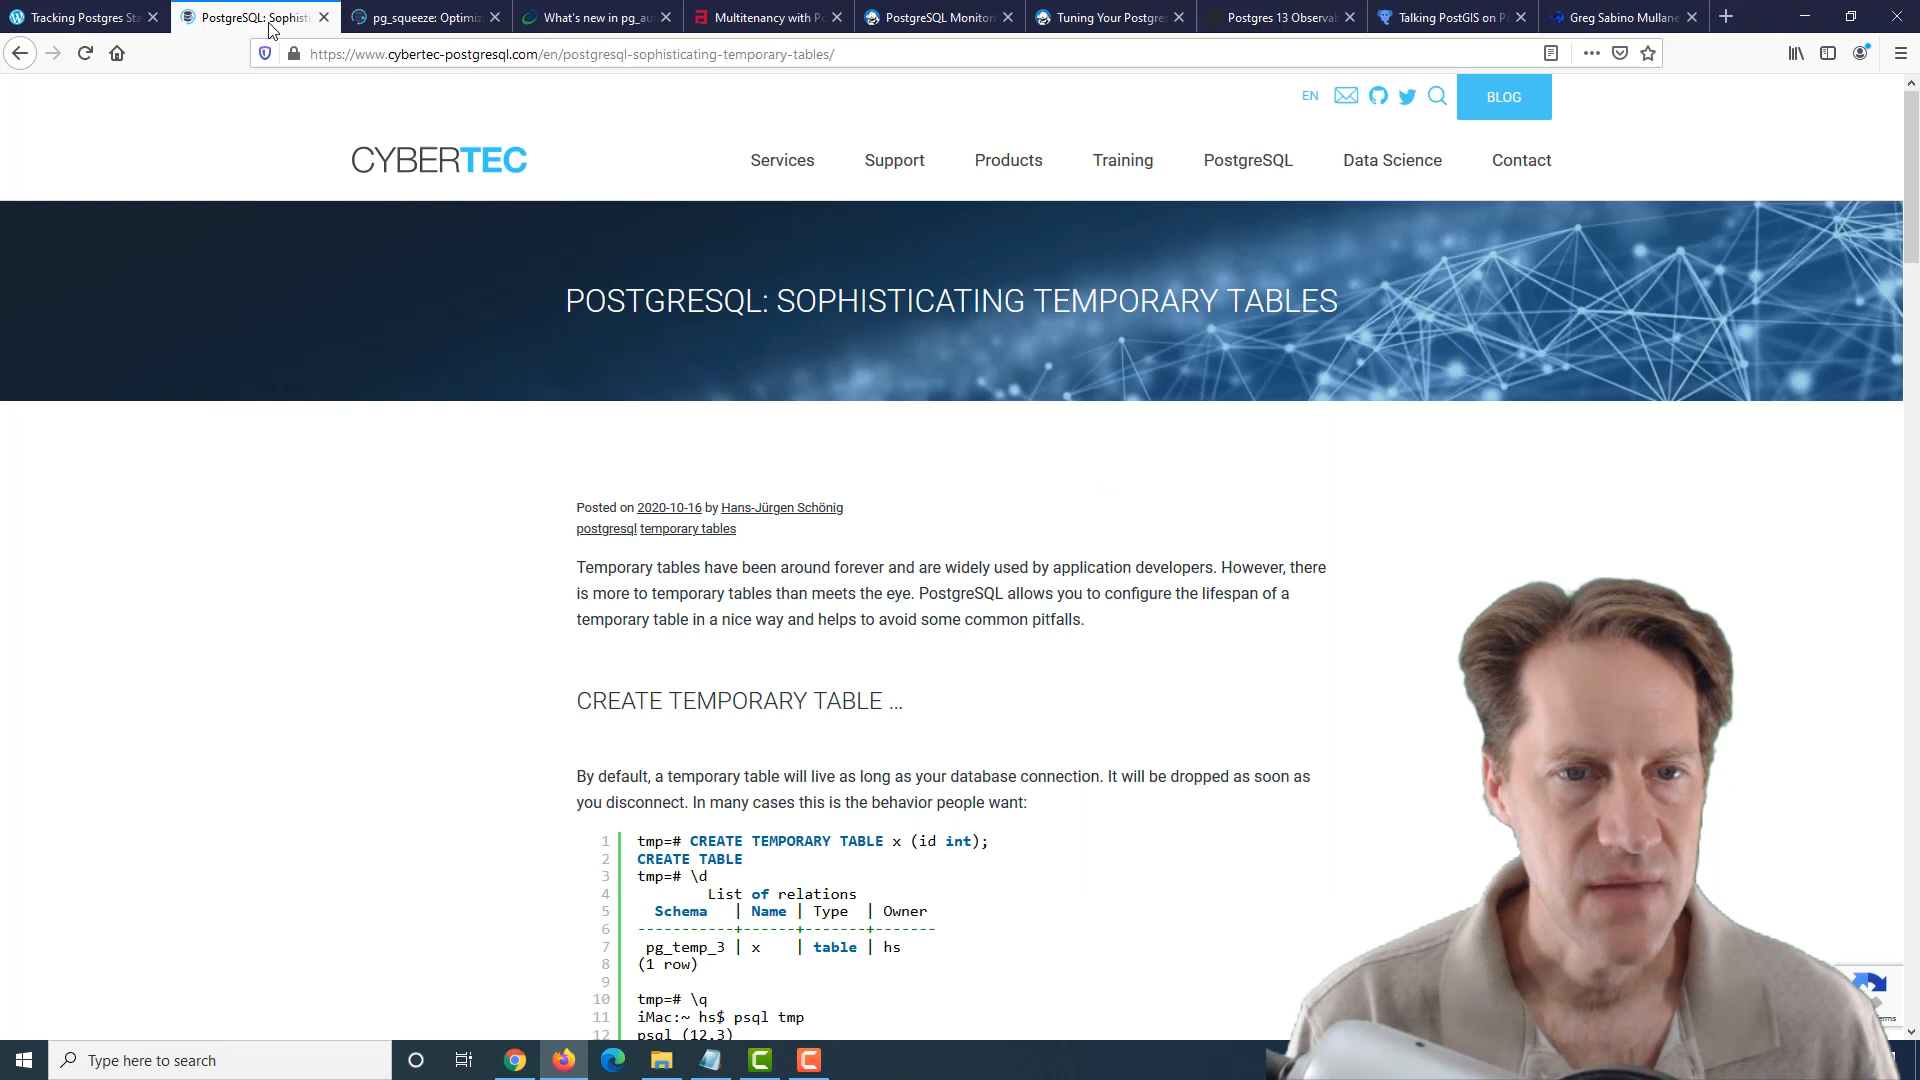 Tracking Postgres Sta
PostgreSQL: Sophisti
pg_squeeze: Optimiz
What's new in pg_au
Multitenancy with Po
PostgreSQL Monitori
Tuning Your Postgres
Postgres 13 Observa
Talking PostGIS on P
Greg Sabino Mullane
https://www.cybertec-postgresql.com/en/postgresql-sophisticating-temporary-tables/
EN
BLOG
CYBERTEC
Services
Support
Products
Training
PostgreSQL
Data Science
Contact
POSTGRESQL: SOPHISTICATING TEMPORARY TABLES
Posted on 2020-10-16 by Hans-Jürgen Schönig
postgresql temporary tables
Temporary tables have been around forever and are widely used by application developers. However, there
is more to temporary tables than meets the eye. PostgreSQL allows you to configure the lifespan of a
temporary table in a nice way and helps to avoid some common pitfalls.
CREATE TEMPORARY TABLE …
By default, a temporary table will live as long as your database connection. It will be dropped as soon as
you disconnect. In many cases this is the behavior people want:
1 tmp=# CREATE TEMPORARY TABLE x (id int);
2 CREATE TABLE
3 tmp=# \d
4 List of relations
5 Schema | Name | Type | Owner
6 -----------+------+-------+-------
7 pg_temp_3 | x | table | hs
8 (1 row)
9
10 tmp=# \q
11 iMac:~ hs$ psql tmp
12 psql (12.3)
Type here to search